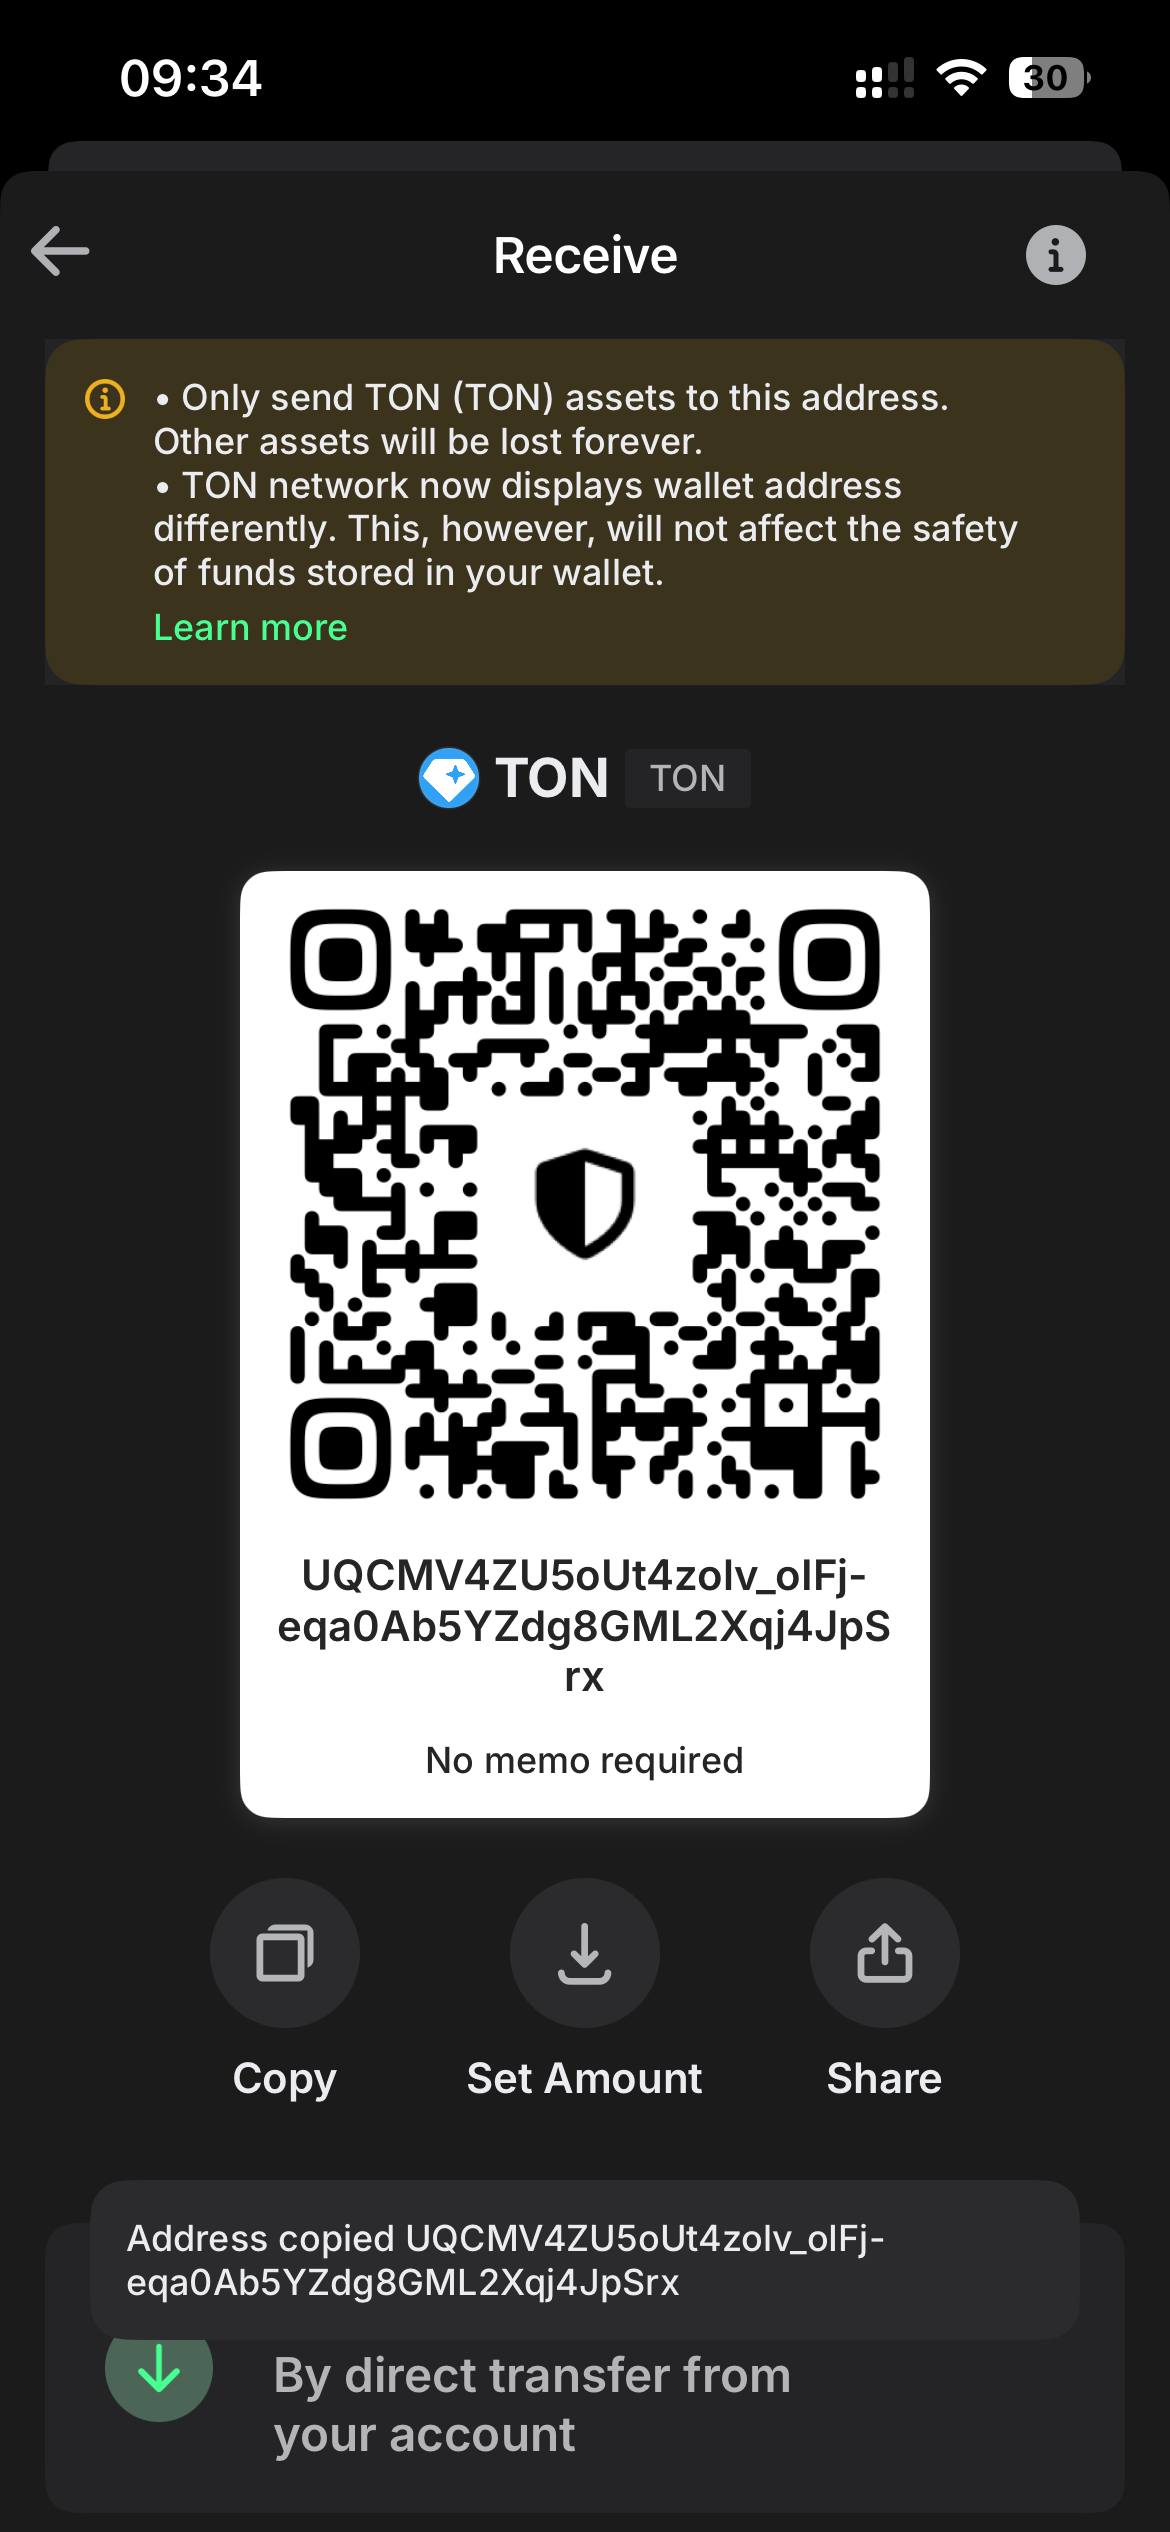 09:34
30
Receive
• Only send TON (TON) assets to this address.
Other assets will be lost forever.
• TON network now displays wallet address
differently. This, however, will not affect the safety
of funds stored in your wallet.
Learn more
TON TON
UQCMV4ZU5oUt4zolv_olFj-
eqa0Ab5YZdg8GML2Xqj4JpS
rx
No memo required
Copy
Set Amount
Share
Address copied UQCMV4ZU5oUt4zolv_olFj-
eqa0Ab5YZdg8GML2Xqj4JpSrx
By direct transfer from
your account